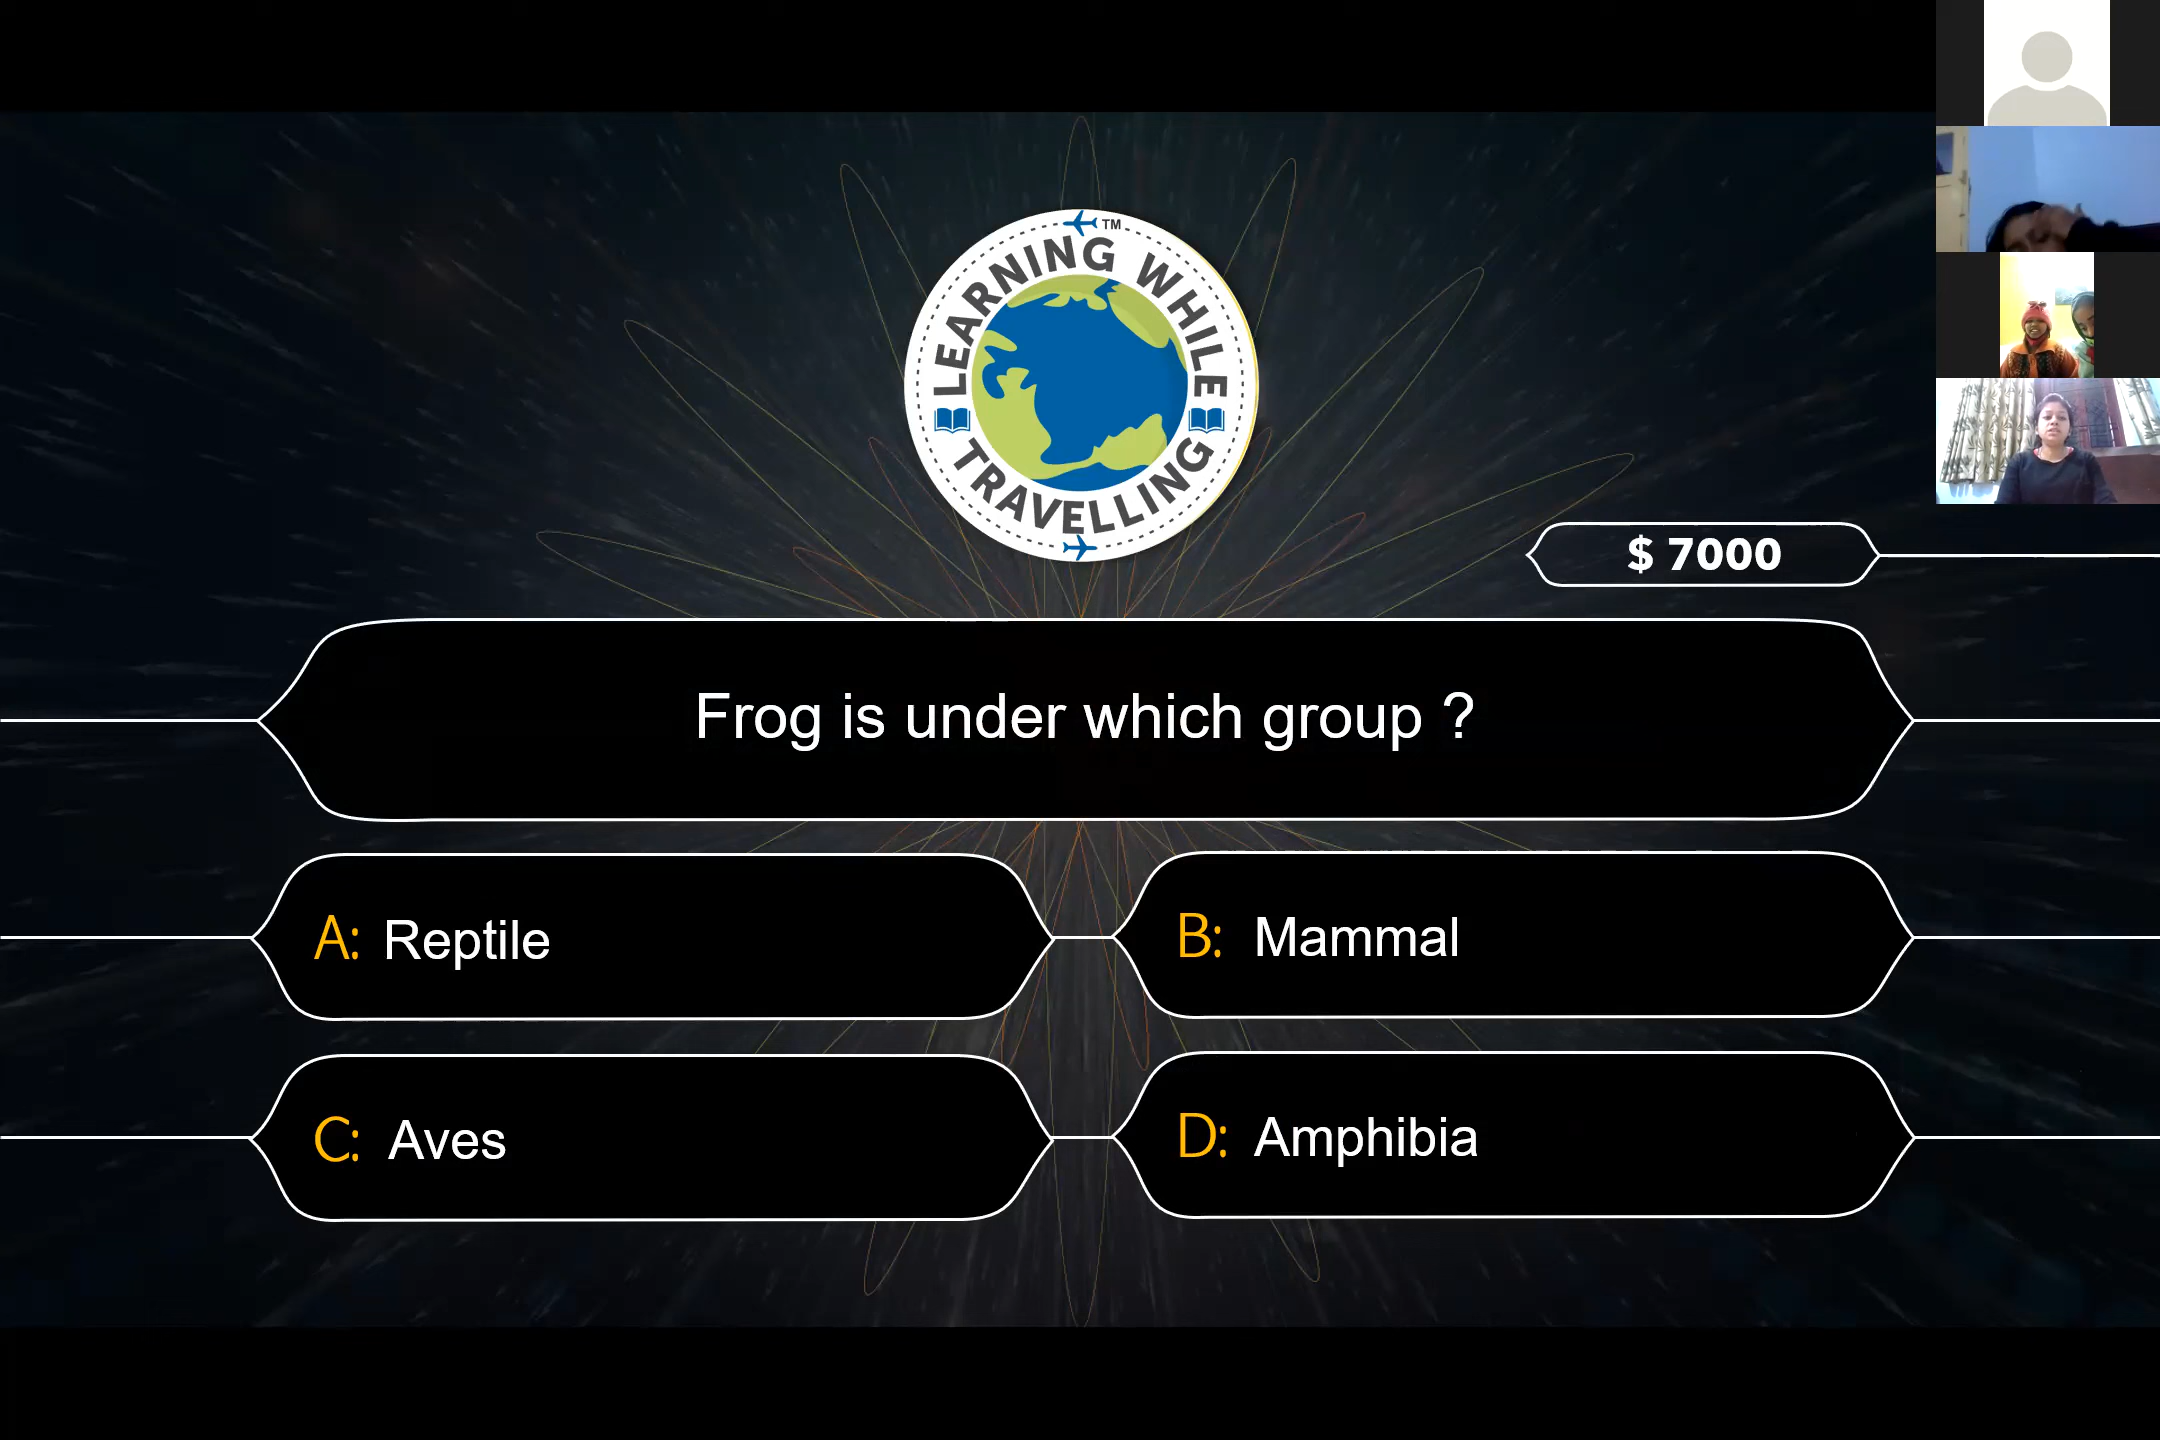 LEARNING WHILE
TRAVELLING
TM
$ 7000
Frog is under which group ?
A: Reptile
B: Mammal
C: Aves
D: Amphibia